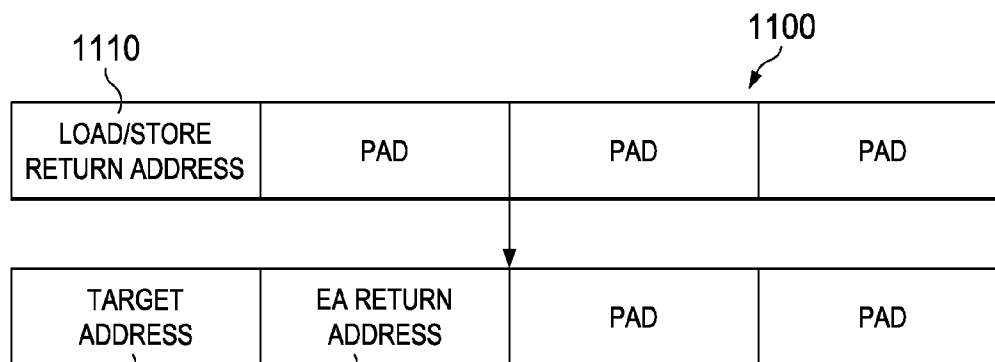 1110
1100
LOAD/STORE
RETURN ADDRESS
PAD
PAD
PAD
TARGET
ADDRESS
EA RETURN
ADDRESS
PAD
PAD